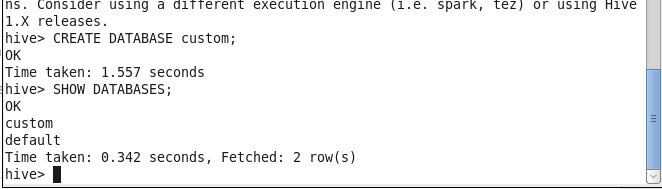 ns. Consider using a different execution engine (i.e. spark, tez) or using Hive
1.X releases.
hive> CREATE DATABASE custom;
OK
Time taken: 1.557 seconds
hive> SHOW DATABASES;
OK
custom
default
Time taken: 0.342 seconds, Fetched: 2 row(s)
hive>